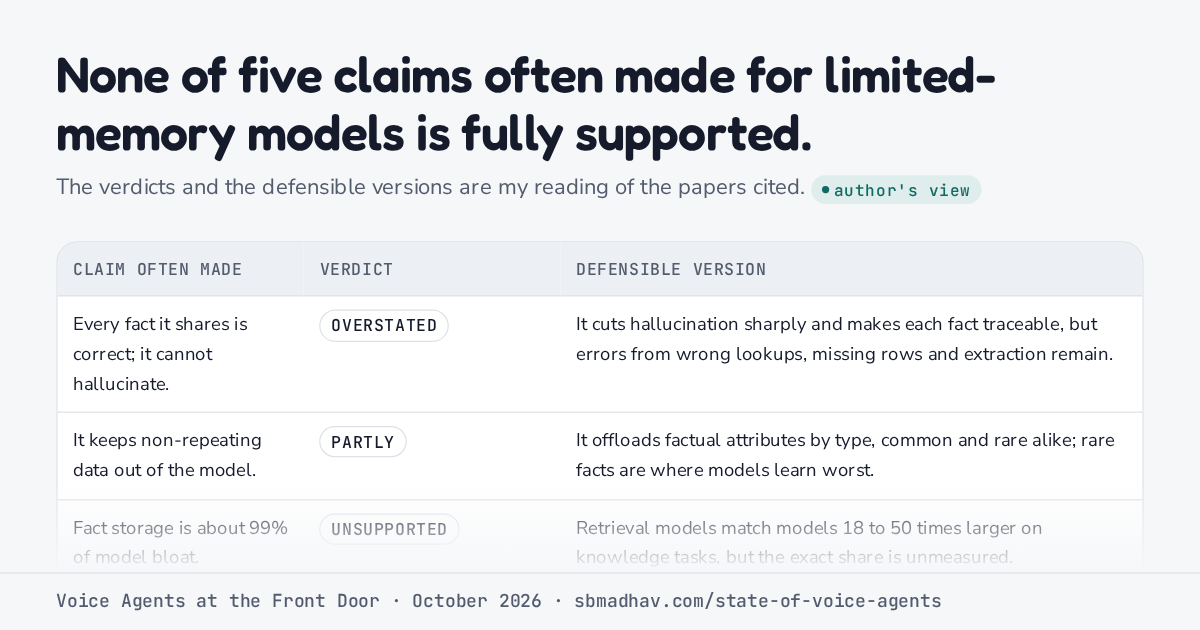 None of five claims often made for limited-
memory models is fully supported.
The verdicts and the defensible versions are my reading of the papers cited. author's view
CLAIM OFTEN MADE VERDICT DEFENSIBLE VERSION
Every fact it shares is
correct; it cannot
hallucinate.
OVERSTATED
It cuts hallucination sharply and makes each fact traceable, but
errors from wrong lookups, missing rows and extraction remain.
It keeps non-repeating
data out of the model.
PARTLY
It offloads factual attributes by type, common and rare alike; rare
facts are where models learn worst.
Fact storage is about 99%
of model bloat.
UNSUPPORTED
Retrieval models match models 18 to 50 times larger on
knowledge tasks, but the exact share is unmeasured.
Voice Agents at the Front Door · October 2026 · sbmadhav.com/state-of-voice-agents